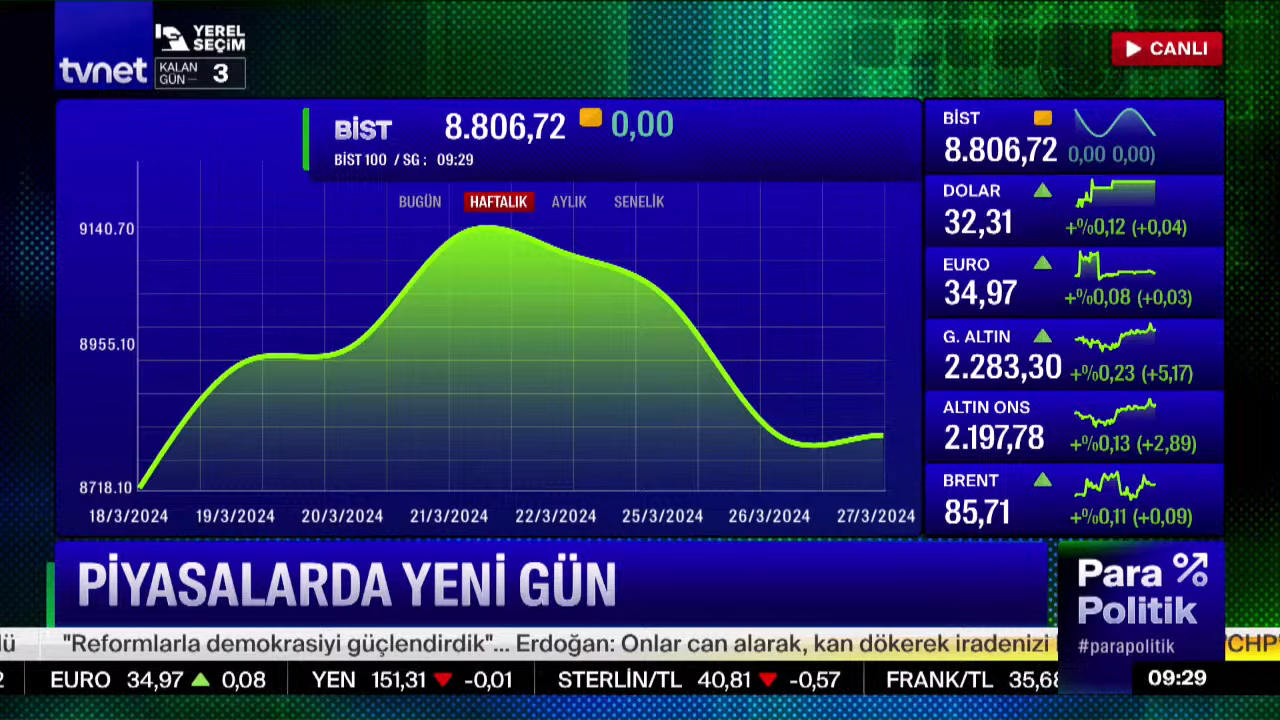 tvnet
YEREL
SEÇİM
KALAN
GÜN
3
CANLI
BİST 8.806,72 0,00
BİST 100 / SG : 09:29
BUGÜN HAFTALIK AYLIK SENELİK
9140.70
8955.10
8718.10
18/3/2024 19/3/2024 20/3/2024 21/3/2024 22/3/2024 25/3/2024 26/3/2024 27/3/2024
BİST
8.806,72 0,00 0,00)
DOLAR
32,31 +%0,12 (+0,04)
EURO
34,97 +%0,08 (+0,03)
G. ALTIN
2.283,30 +%0,23 (+5,17)
ALTIN ONS
2.197,78 +%0,13 (+2,89)
BRENT
85,71 +%0,11 (+0,09)
PİYASALARDA YENİ GÜN
Para
Politik
#parapolitik
"Reformlarla demokrasiyi güçlendirdik"... Erdoğan: Onlar can alarak, kan dökerek iradenizi "CHP
EURO 34,97 0,08 YEN 151,31 -0,01 STERLİN/TL 40,81 -0,57 FRANK/TL 35,68
09:29